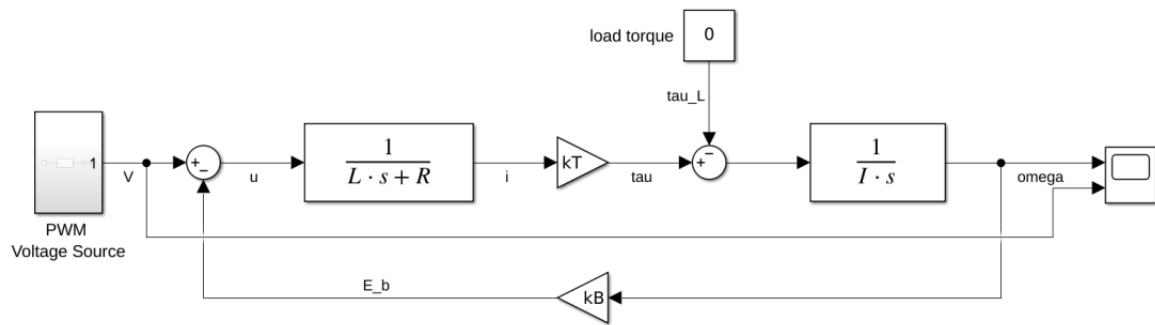 load torque
0
tau_L
1
V
+
−
u
1
L · s + R
i
kT
tau
−
+
1
I · s
omega
PWM
Voltage Source
E_b
kB